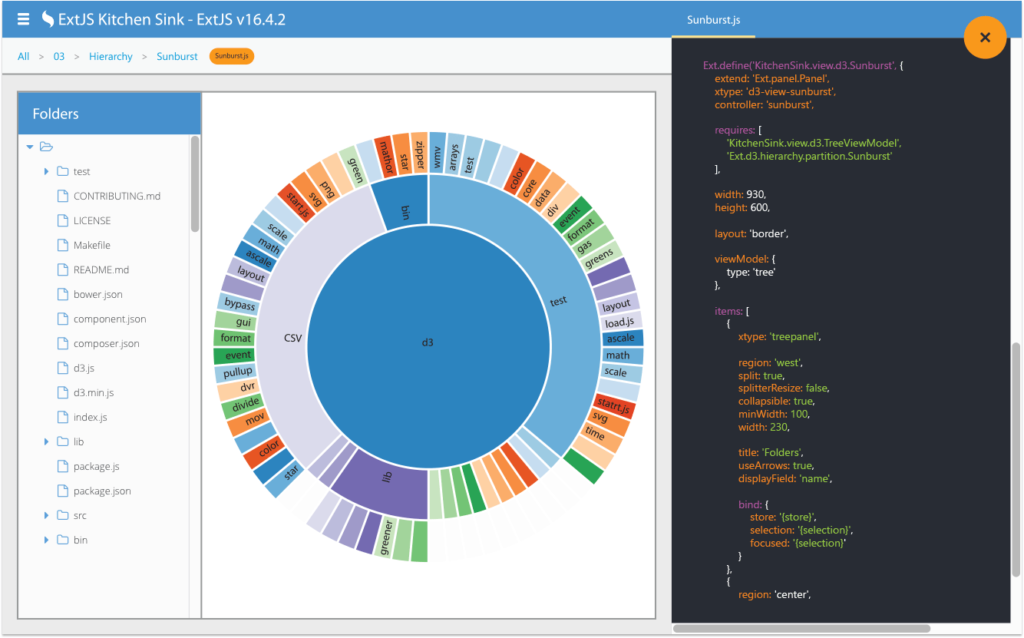 ExtJS Kitchen Sink - ExtJS v16.4.2
Sunburst.js
All > 03 > Hierarchy > Sunburst Sunburst.js
Folders
test
CONTRIBUTING.md
LICENSE
Makefile
README.md
bower.json
component.json
composer.json
d3.js
d3.min.js
index.js
lib
package.js
package.json
src
bin
d3
test
bin
CSV
lib
wmv
arrays
test
color
core
data
div
event
format
gas
greens
layout
load.js
ascale
math
scale
statrt.js
svg
time
greener
star
color
mov
divide
dvr
pullup
event
format
gui
bypass
layout
ascale
math
scale
start.js
svg
png
green
mathor
star
zipper
Ext.define('KitchenSink.view.d3.Sunburst', {
extend: 'Ext.panel.Panel',
xtype: 'd3-view-sunburst',
controller: 'sunburst',
requires: [
'KitchenSink.view.d3.TreeViewModel',
'Ext.d3.hierarchy.partition.Sunburst'
],
width: 930,
height: 600,
layout: 'border',
viewModel: {
type: 'tree'
},
items: [
{
xtype: 'treepanel',
region: 'west',
split: true,
splitterResize: false,
collapsible: true,
minWidth: 100,
width: 230,
title: 'Folders',
useArrows: true,
displayField: 'name',
bind: {
store: '{store}',
selection: '{selection}',
focused: '{selection}'
}
},
{
region: 'center',